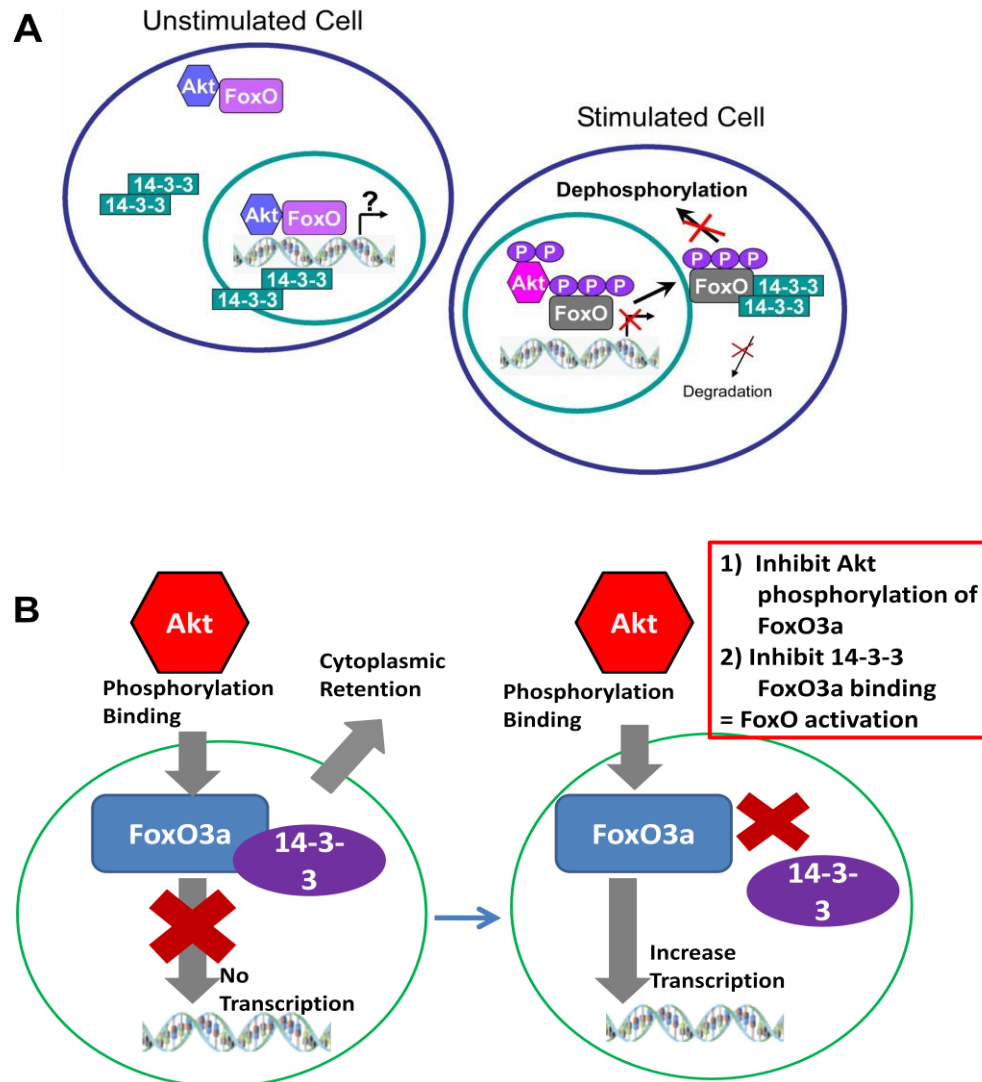 A
Unstimulated Cell
Akt
FoxO
14-3-3
14-3-3
Akt
FoxO
?
14-3-3
14-3-3
Stimulated Cell
Dephosphorylation
P P
Akt
P P P
FoxO
P P P
FoxO
14-3-3
14-3-3
Degradation
B
Akt
Phosphorylation
Binding
Cytoplasmic
Retention
FoxO3a
14-3-
3
No
Transcription
Akt
Phosphorylation
Binding
1) Inhibit Akt
phosphorylation of
FoxO3a
2) Inhibit 14-3-3
FoxO3a binding
= FoxO activation
FoxO3a
14-3-
3
Increase
Transcription